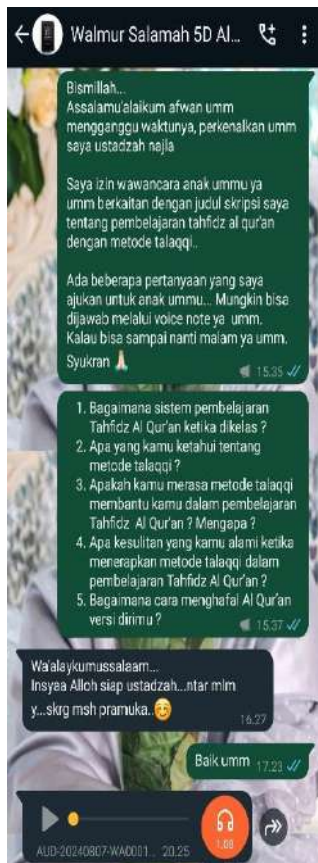 Walmur Salamah 5D Al...
Bismillah...
Assalamu'alaikum afwan umm
mengganggu waktunya, perkenalkan umm
saya ustadzah najla
Saya izin wawancara anak ummu ya
umm berkaitan dengan judul skripsi saya
tentang pembelajaran tahfidz al qur'an
dengan metode talaqqi..
Ada beberapa pertanyaan yang saya
ajukan untuk anak ummu... Mungkin bisa
dijawab melalui voice note ya umm.
Kalau bisa sampai nanti malam ya umm.
Syukran 🙏
15.35
1. Bagaimana sistem pembelajaran
Tahfidz Al Qur'an ketika dikelas ?
2. Apa yang kamu ketahui tentang
metode talaqqi ?
3. Apakah kamu merasa metode talaqqi
membantu kamu dalam pembelajaran
Tahfidz Al Qur'an ? Mengapa ?
4. Apa kesulitan yang kamu alami ketika
menerapkan metode talaqqi dalam
pembelajaran Tahfidz Al Qur'an ?
5. Bagaimana cara menghafal Al Qur'an
versi dirimu ?
15.37
Wa'alaykumussalaam...
Insyaa Alloh siap ustadzah...ntar mlm
y...skrg msh pramuka..😊
16.27
Baik umm 17.23
AUD-20240807-WA0001... 20.25
1.08